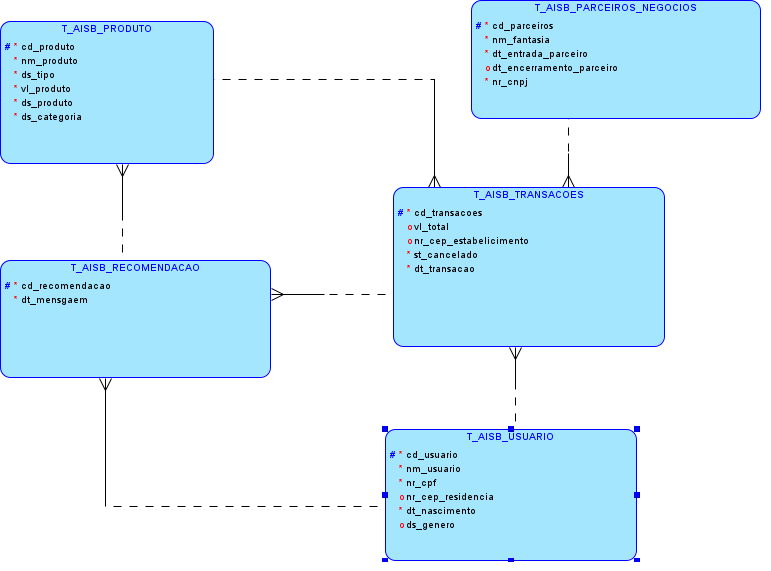 T_AISB_PRODUTO
# * cd_produto
* nm_produto
* ds_tipo
* vl_produto
* ds_produto
* ds_categoria
T_AISB_PARCEIROS_NEGOCIOS
# * cd_parceiros
* nm_fantasia
* dt_entrada_parceiro
o dt_encerramento_parceiro
* nr_cnpj
T_AISB_TRANSACOES
# * cd_transacoes
o vl_total
o nr_cep_estabelicimento
* st_cancelado
* dt_transacao
T_AISB_RECOMENDACAO
# * cd_recomendacao
* dt_mensgaem
T_AISB_USUARIO
# * cd_usuario
* nm_usuario
* nr_cpf
o nr_cep_residencia
* dt_nascimento
o ds_genero